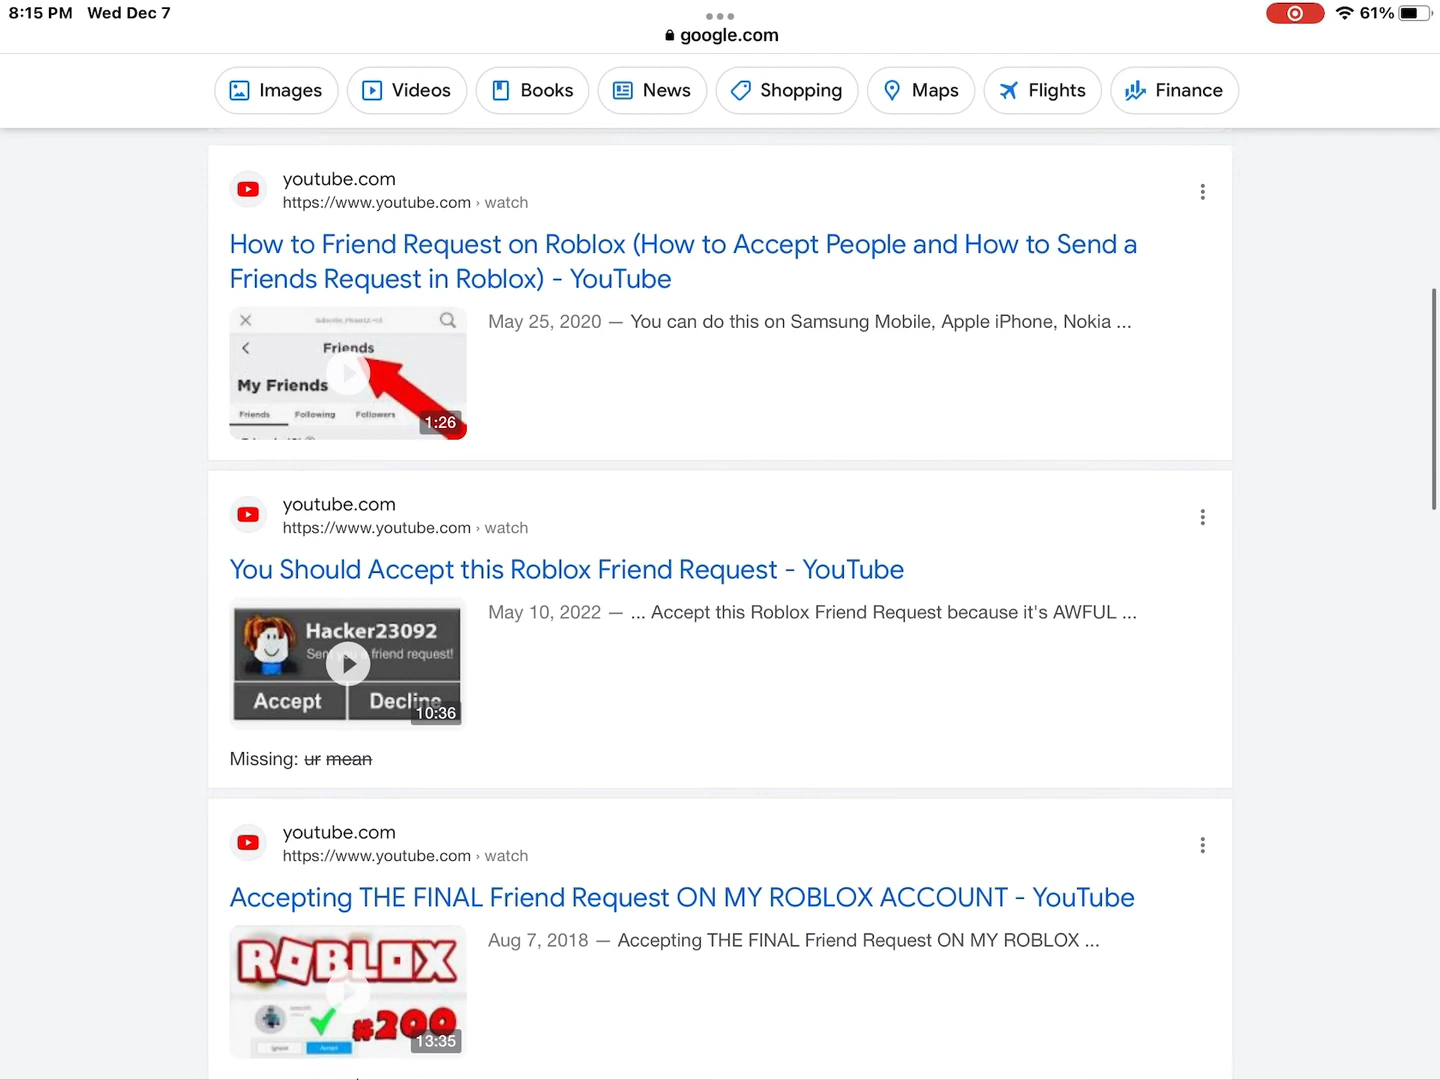 8:15 PM Wed Dec 7
61%
google.com
Images Videos Books News Shopping Maps Flights Finance
youtube.com
https://www.youtube.com › watch
How to Friend Request on Roblox (How to Accept People and How to Send a
Friends Request in Roblox) - YouTube
Friends
My Friends
Friends Following Followers
1:26
May 25, 2020 — You can do this on Samsung Mobile, Apple iPhone, Nokia ...
youtube.com
https://www.youtube.com › watch
You Should Accept this Roblox Friend Request - YouTube
Hacker23092
Sent you a friend request!
Accept Decline
10:36
May 10, 2022 — ... Accept this Roblox Friend Request because it's AWFUL ...
Missing: ur mean
youtube.com
https://www.youtube.com › watch
Accepting THE FINAL Friend Request ON MY ROBLOX ACCOUNT - YouTube
ROBLOX
#200
Ignore Accept
13:35
Aug 7, 2018 — Accepting THE FINAL Friend Request ON MY ROBLOX ...